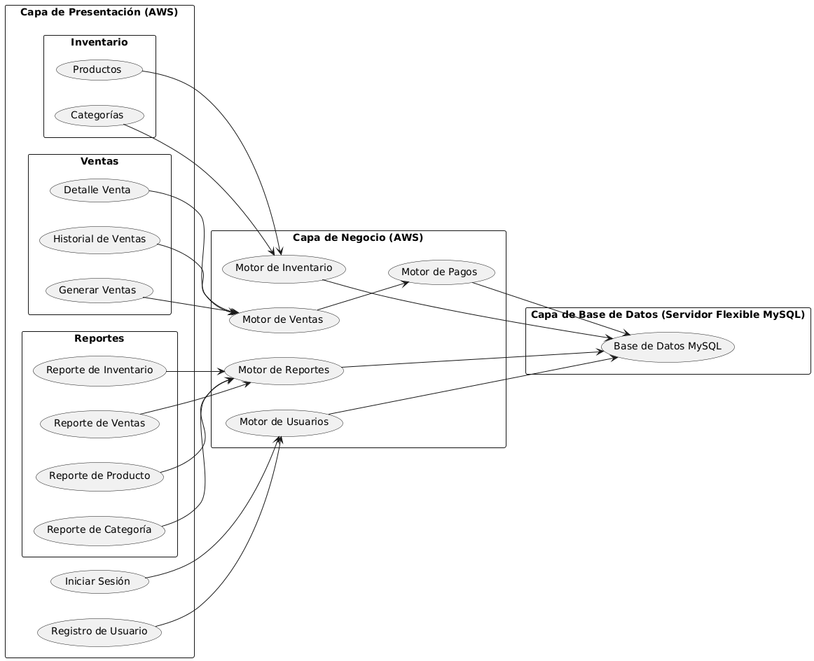 Capa de Presentación (AWS)
Inventario
Productos
Categorías
Ventas
Detalle Venta
Historial de Ventas
Generar Ventas
Reportes
Reporte de Inventario
Reporte de Ventas
Reporte de Producto
Reporte de Categoría
Iniciar Sesión
Registro de Usuario
Capa de Negocio (AWS)
Motor de Inventario
Motor de Pagos
Motor de Ventas
Motor de Reportes
Motor de Usuarios
Capa de Base de Datos (Servidor Flexible MySQL)
Base de Datos MySQL